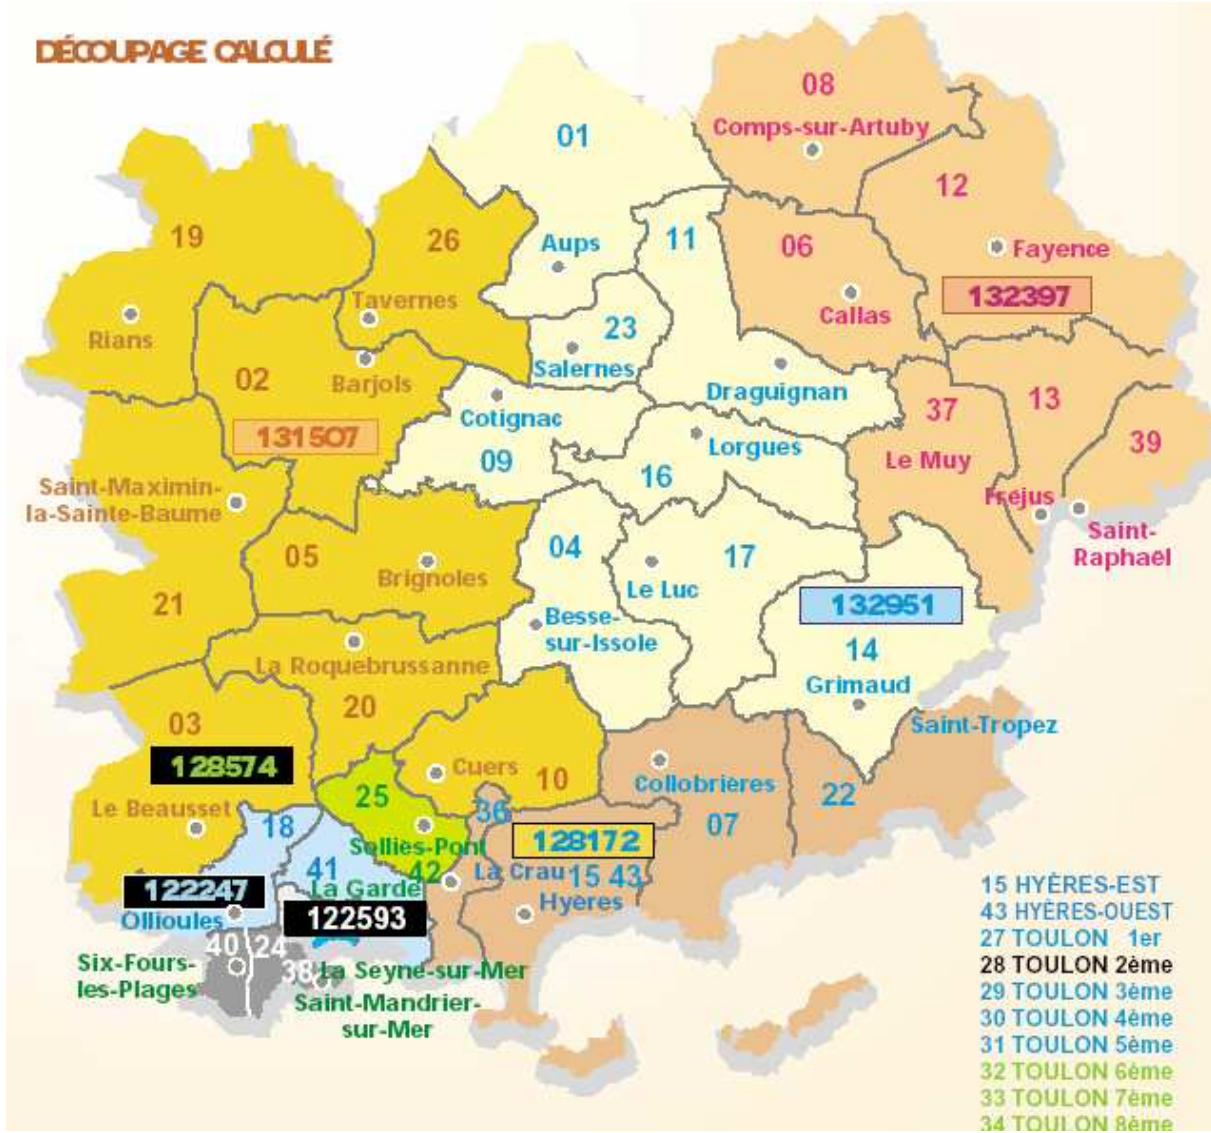 DÉCOUPAGE CALCULÉ
08
Comps-sur-Artuby
01
12
19
26
11
06
Aups
Fayence
132397
Tavernes
Callas
Rians
23
Salernes
02
Barjols
Draguignan
37
13
39
Cotignac
131507
Lorgues
09
Le Muy
16
Saint-Maximin-
la-Sainte-Baume
Fréjus
Saint-
Raphaël
04
17
05
Brignoles
Le Luc
21
132951
Besse-
sur-Issole
14
La Roquebrussanne
Grimaud
20
03
Saint-Tropez
128574
Cuers
10
Collobrières
22
25
Le Beausset
36
07
18
128172
Solliès-Pont
41
42
La Crau
15 43
La Garde
122247
Hyères
Ollioules
122593
40
24
38
Six-Fours-
les-Plages
La Seyne-sur-Mer
Saint-Mandrier-
sur-Mer
15 HYÈRES-EST
43 HYÈRES-OUEST
27 TOULON 1er
28 TOULON 2ème
29 TOULON 3ème
30 TOULON 4ème
31 TOULON 5ème
32 TOULON 6ème
33 TOULON 7ème
34 TOULON 8ème